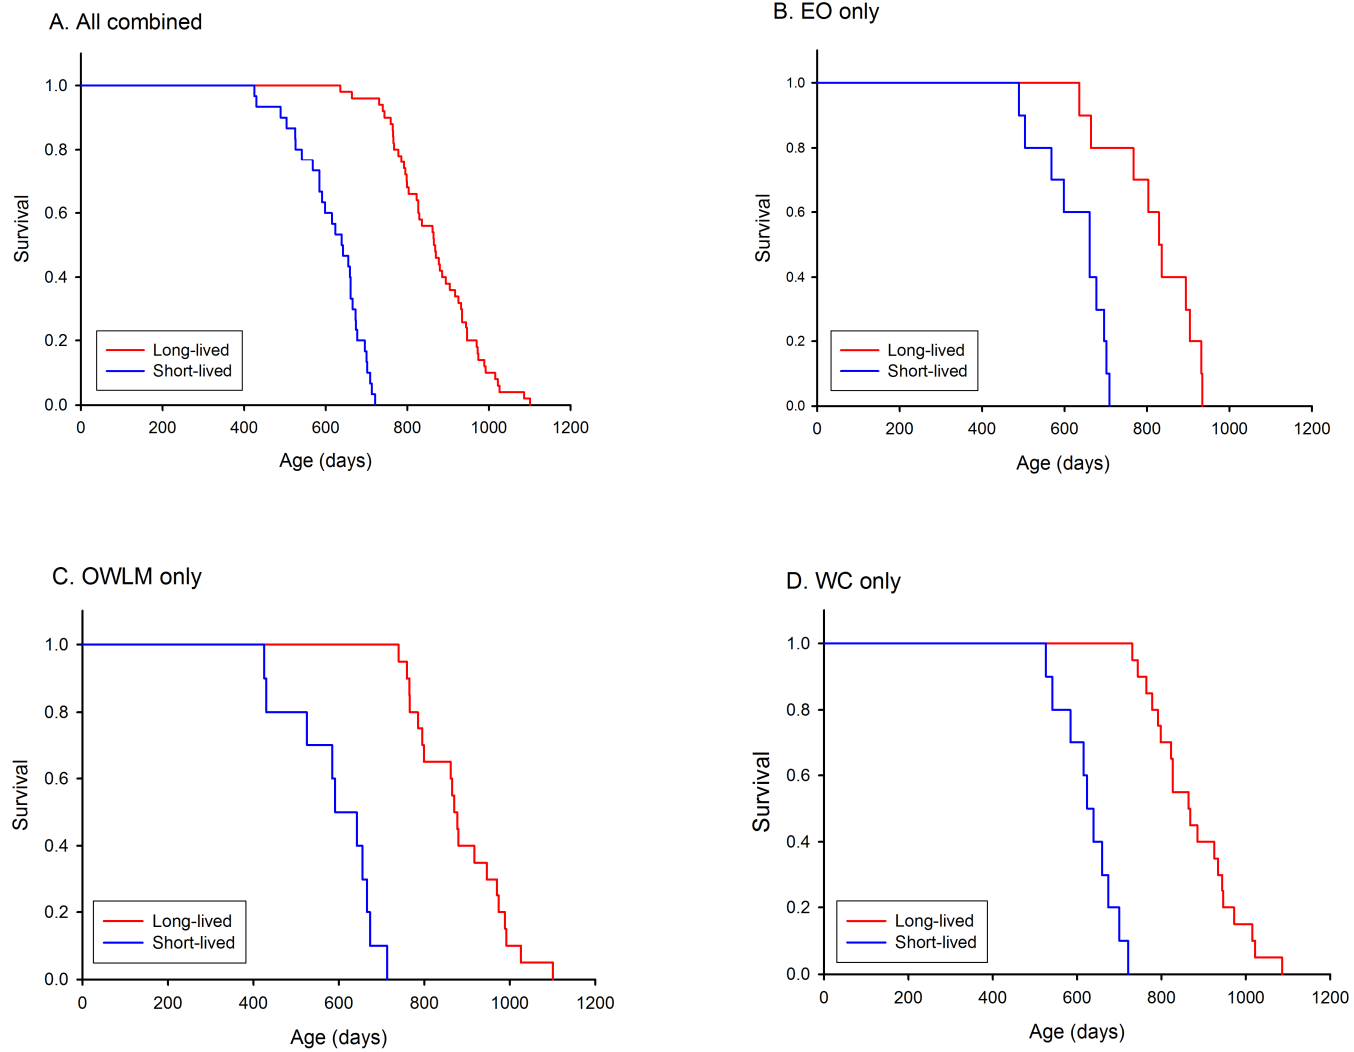 A. All combined
1.0
0.8
0.6
0.4
0.2
0.0
Survival
Long-lived
Short-lived
0 200 400 600 800 1000 1200
Age (days)
B. EO only
1.0
0.8
0.6
0.4
0.2
0.0
Survival
Long-lived
Short-lived
0 200 400 600 800 1000 1200
Age (days)
C. OWLM only
1.0
0.8
0.6
0.4
0.2
0.0
Survival
Long-lived
Short-lived
0 200 400 600 800 1000 1200
Age (days)
D. WC only
1.0
0.8
0.6
0.4
0.2
0.0
Survival
Long-lived
Short-lived
0 200 400 600 800 1000 1200
Age (days)